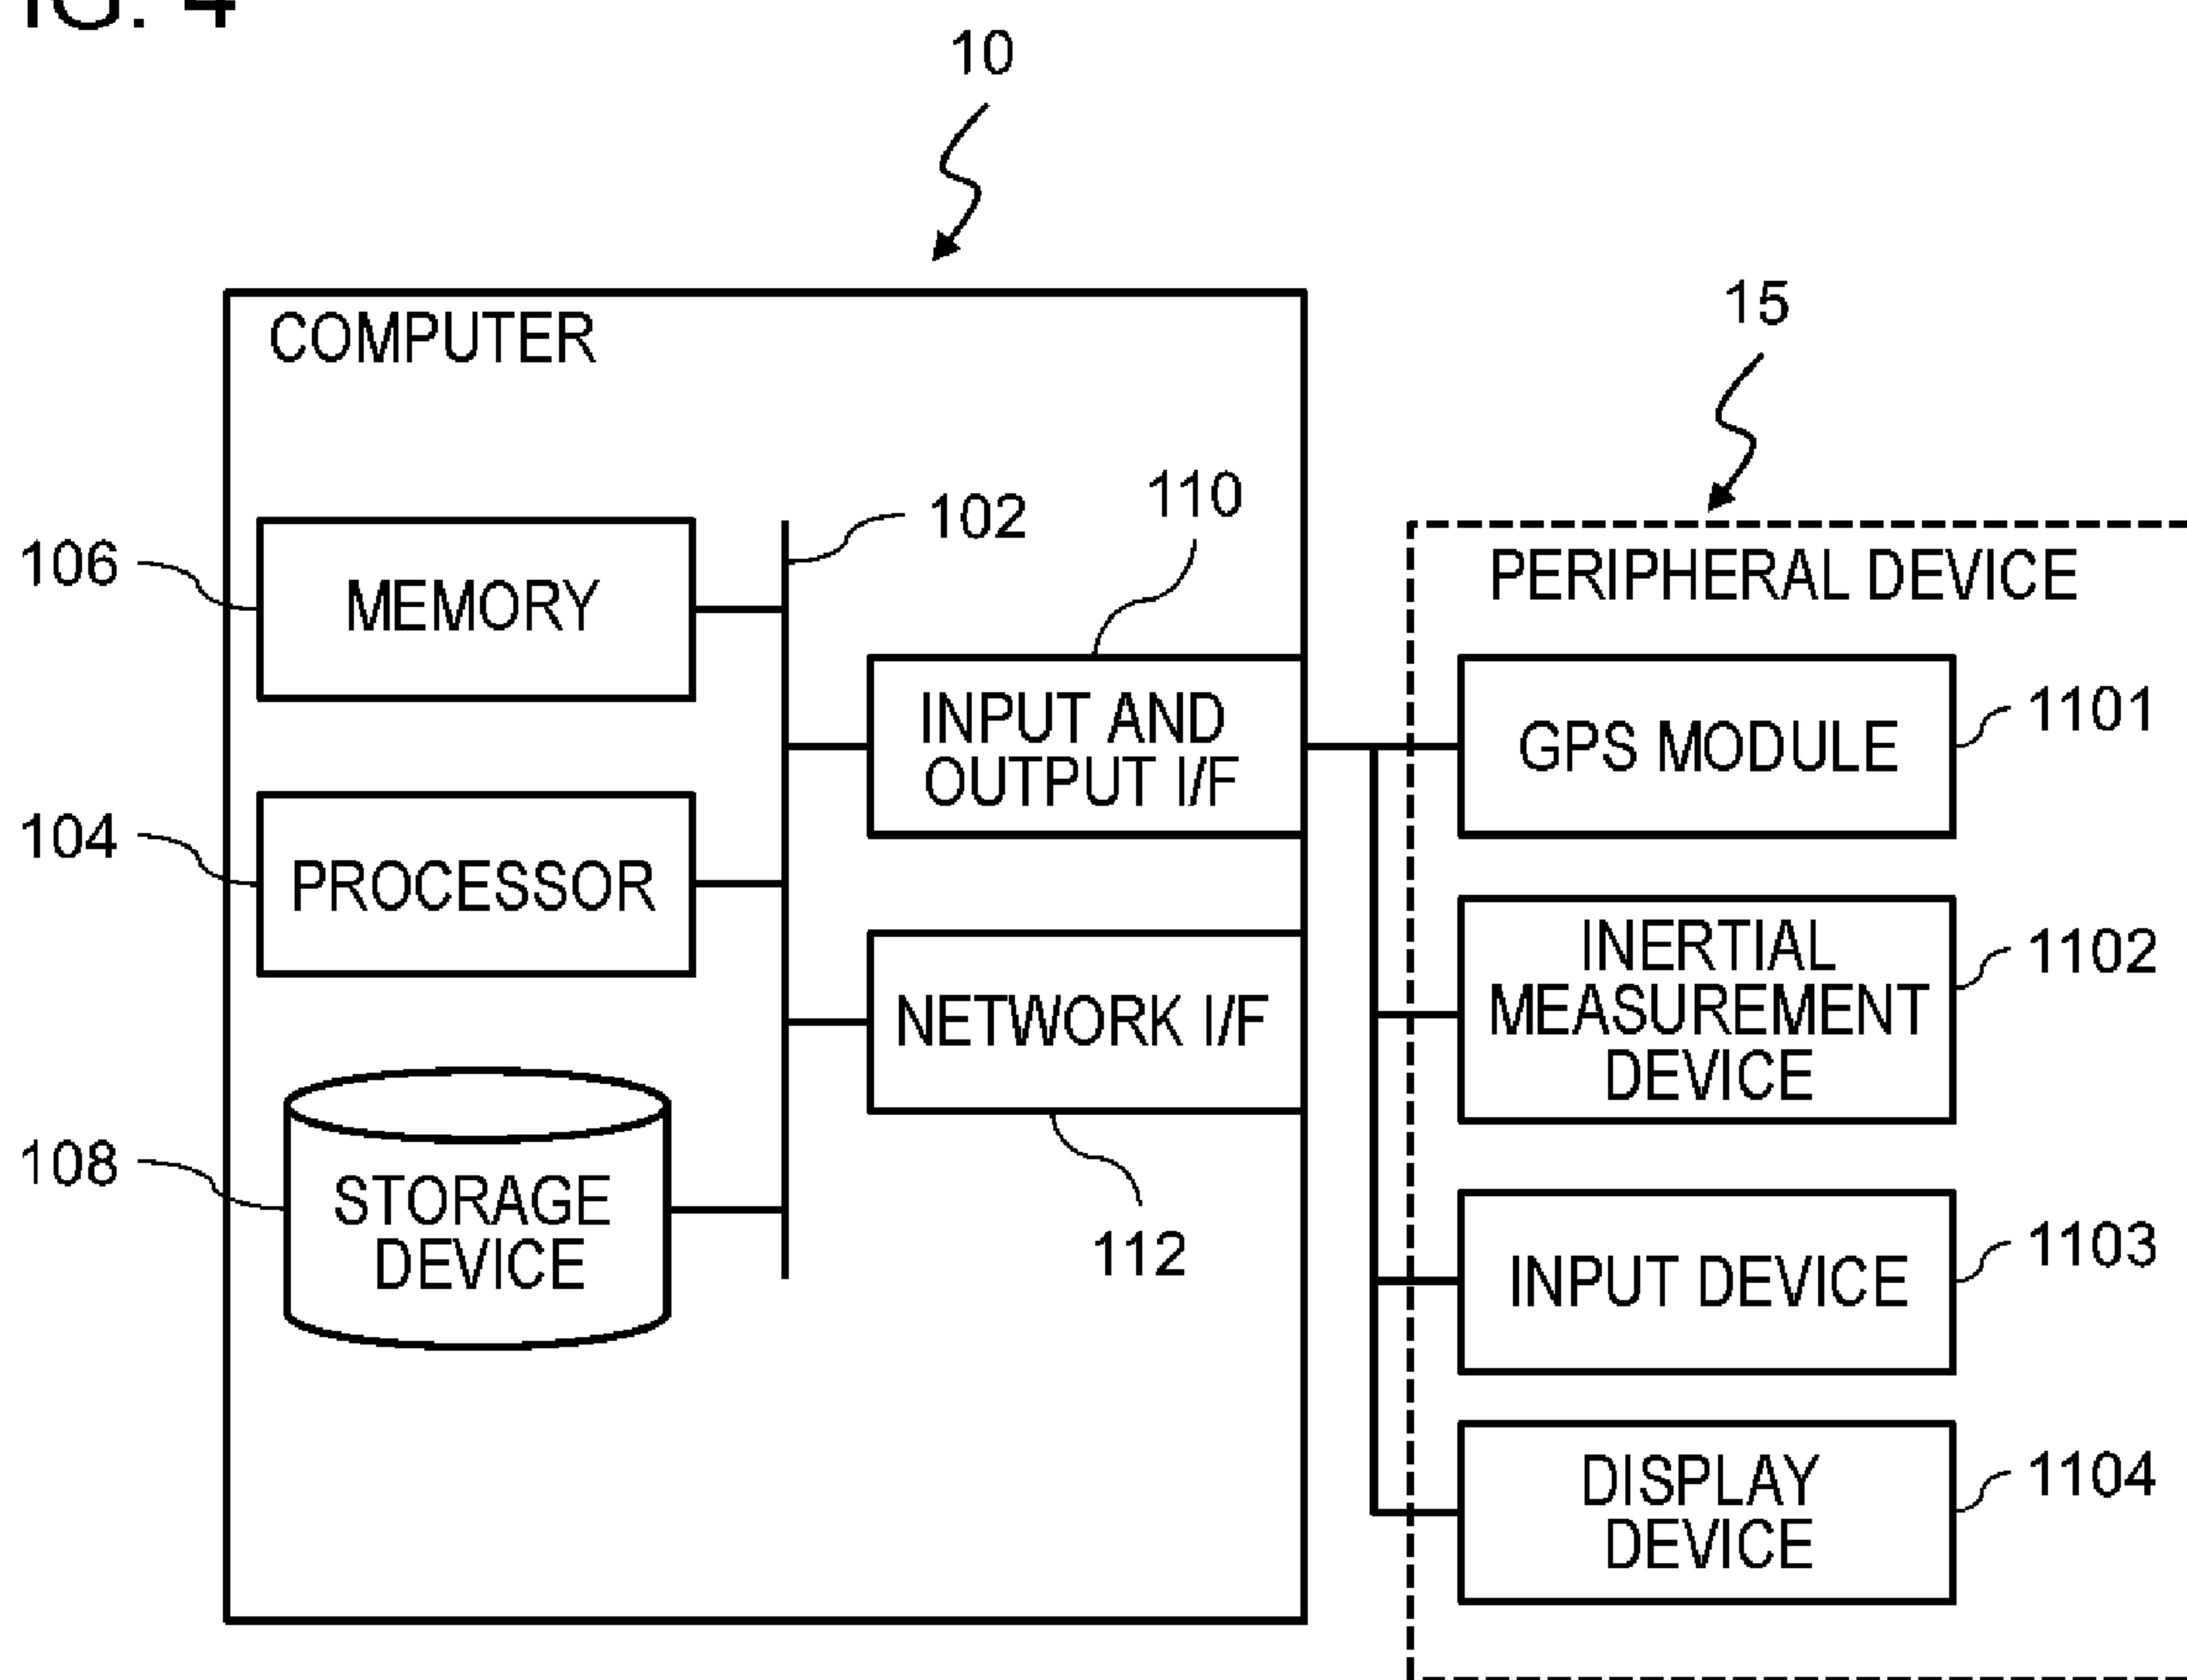 10
15
COMPUTER
110
102
106
MEMORY
PERIPHERAL DEVICE
INPUT AND
OUTPUT I/F
GPS MODULE
1101
104
PROCESSOR
INERTIAL
MEASUREMENT
DEVICE
1102
NETWORK I/F
108
STORAGE
DEVICE
112
INPUT DEVICE
1103
DISPLAY
DEVICE
1104